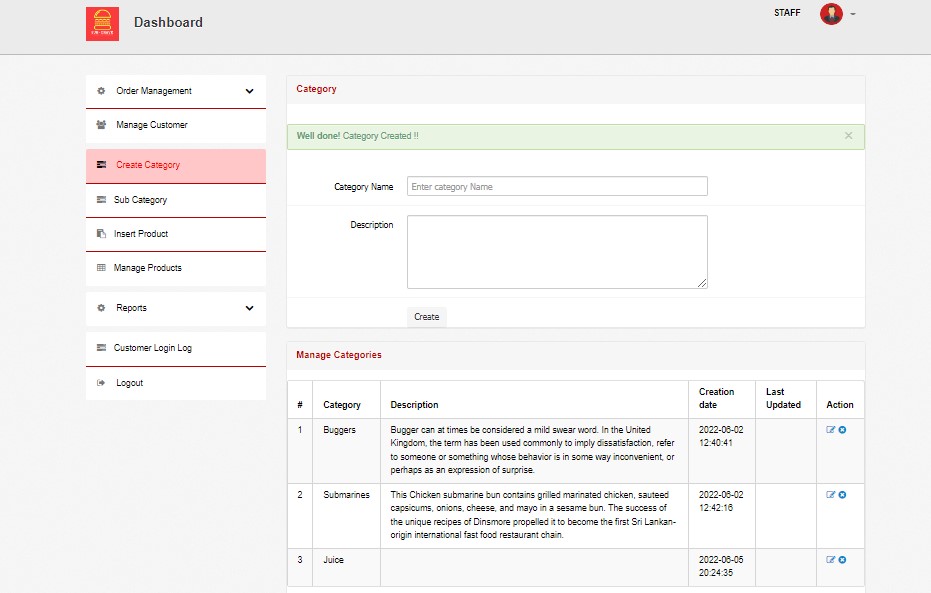 Dashboard
STAFF
Order Management
Manage Customer
Create Category
Sub Category
Insert Product
Manage Products
Reports
Customer Login Log
Logout
Category
Well done! Category Created !!
×
Category Name
Enter category Name
Description
Create
Manage Categories
# Category Description Creation date Last Updated Action
1 Buggers
Bugger can at times be considered a mild swear word. In the United
Kingdom, the term has been used commonly to imply dissatisfaction, refer
to someone or something whose behavior is in some way inconvenient, or
perhaps as an expression of surprise.
2022-06-02
12:40:41
2 Submarines
This Chicken submarine bun contains grilled marinated chicken, sauteed
capsicums, onions, cheese, and mayo in a sesame bun. The success of
the unique recipes of Dinsmore propelled it to become the first Sri Lankan-
origin international fast food restaurant chain.
2022-06-02
12:42:16
3 Juice
2022-06-05
20:24:35